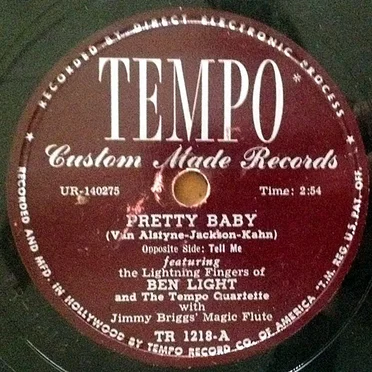 ★ RECORDED BY DIRECT ELECTRONIC PROCESS ★
TEMPO*
Custom Made Records
UR-140275 Time: 2:54
PRETTY BABY
(Van Alstyne-Jackson-Kahn)
Opposite Side: Tell Me
featuring
the Lightning Fingers of
BEN LIGHT
and The Tempo Quartette
with
Jimmy Briggs' Magic Flute
TR 1218-A
RECORDED AND MFD. IN HOLLYWOOD BY TEMPO RECORD CO. OF AMERICA *T.M. REG. U.S. PAT. OFF.